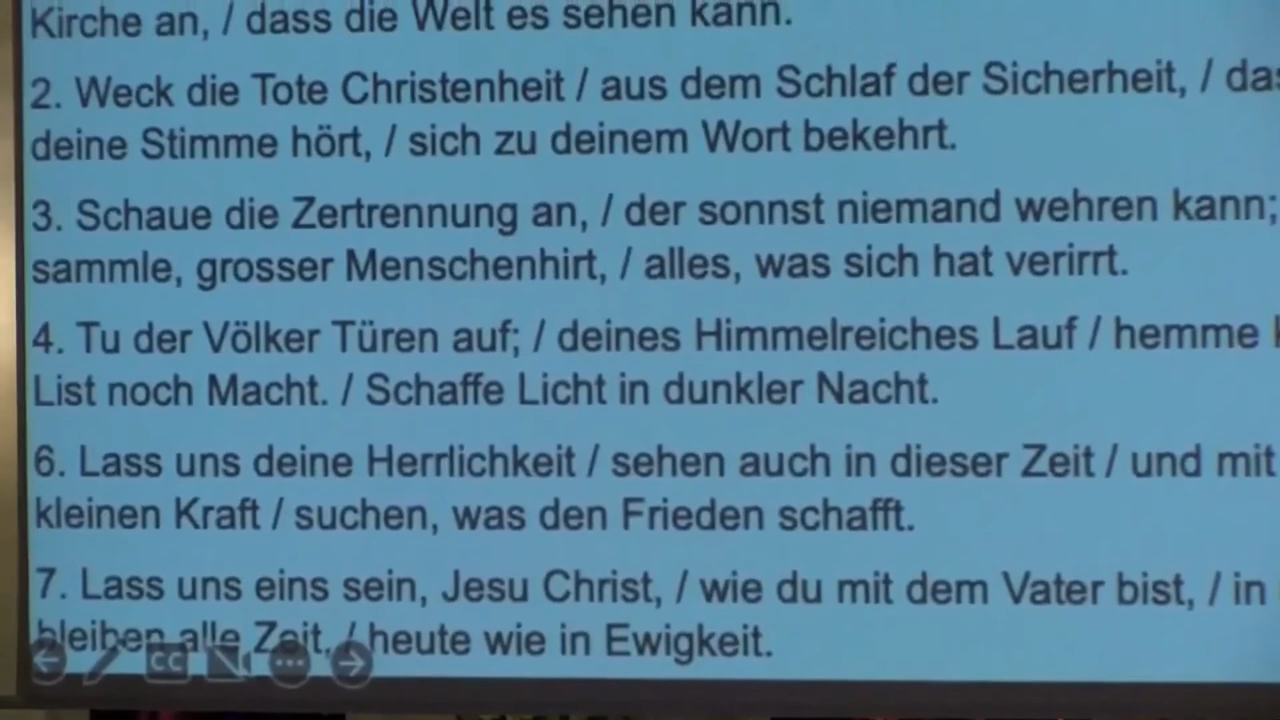 Kirche an, / dass die Welt es sehen kann.
2. Weck die Tote Christenheit / aus dem Schlaf der Sicherheit, /
deine Stimme hört, / sich zu deinem Wort bekehrt.
3. Schaue die Zertrennung an, / der sonnst niemand wehren kann;
sammle, grosser Menschenhirt, / alles, was sich hat verirrt.
4. Tu der Völker Türen auf; / deines Himmelreiches Lauf / hemme
List noch Macht. / Schaffe Licht in dunkler Nacht.
6. Lass uns deine Herrlichkeit / sehen auch in dieser Zeit / und mit
kleinen Kraft / suchen, was den Frieden schafft.
7. Lass uns eins sein, Jesu Christ, / wie du mit dem Vater bist, / in
bleiben alle Zeit, / heute wie in Ewigkeit.
CC